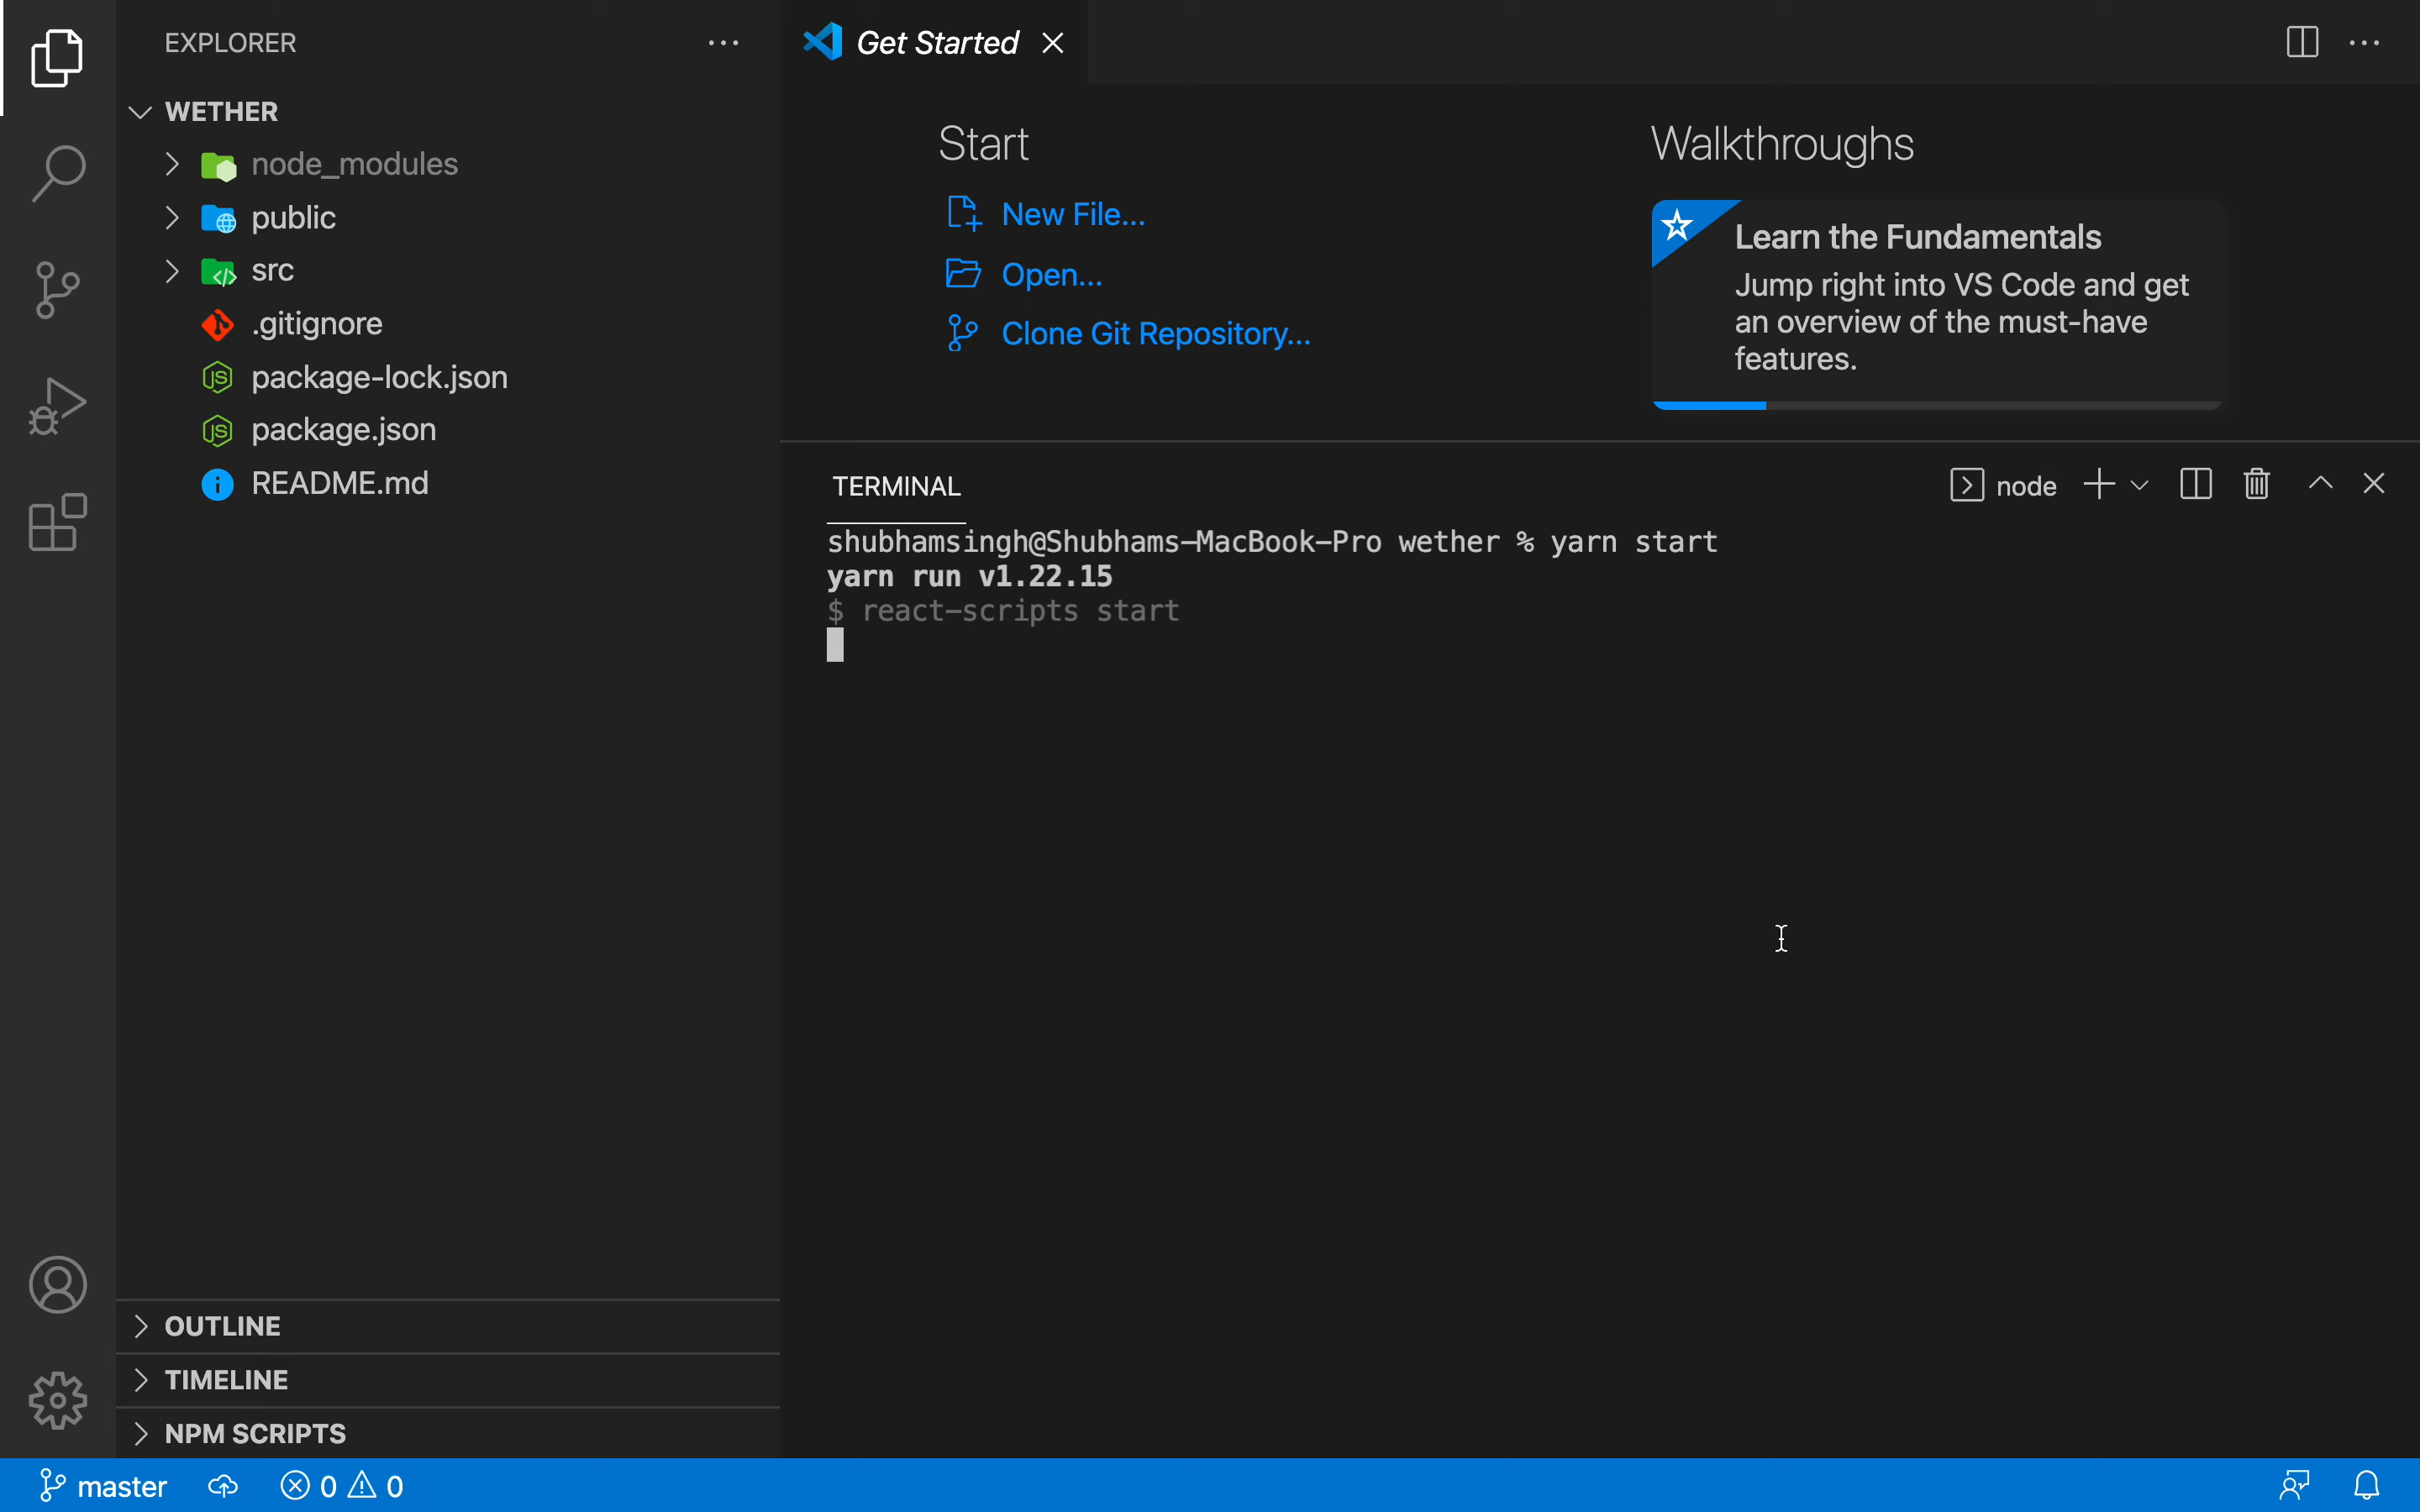 EXPLORER
WETHER
node_modules
public
src
.gitignore
package-lock.json
package.json
README.md
OUTLINE
TIMELINE
NPM SCRIPTS
Get Started
Start
New File...
Open...
Clone Git Repository...
Walkthroughs
Learn the Fundamentals
Jump right into VS Code and get
an overview of the must-have
features.
TERMINAL
node
shubhamsingh@Shubhams-MacBook-Pro wether % yarn start
yarn run v1.22.15
$ react-scripts start
master
0
0